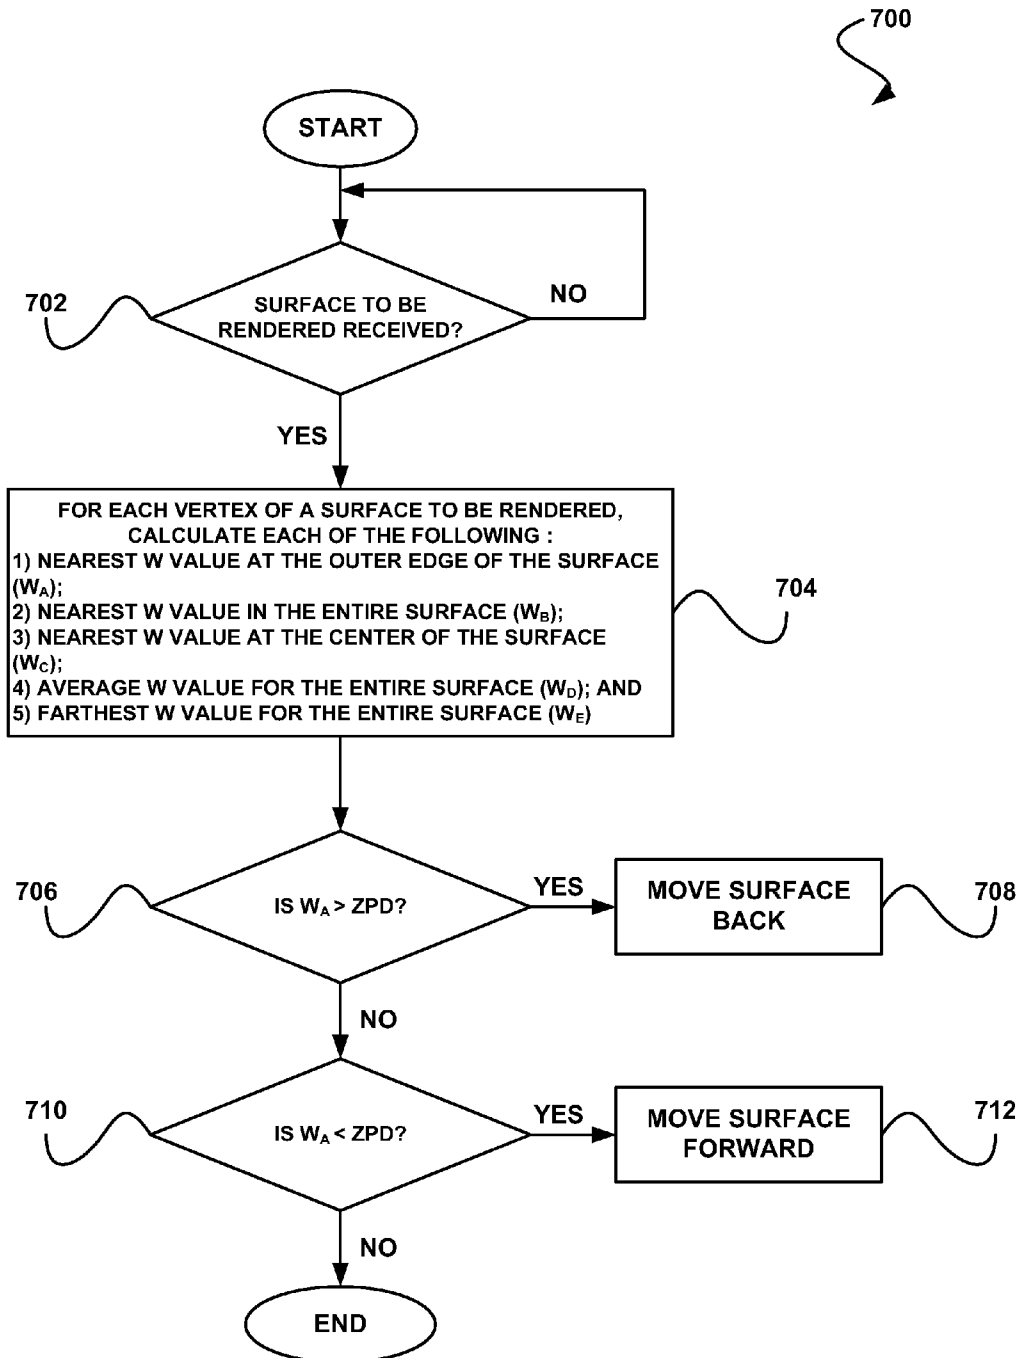 700
START
702
SURFACE TO BE
RENDERED RECEIVED?
NO
YES
FOR EACH VERTEX OF A SURFACE TO BE RENDERED,
CALCULATE EACH OF THE FOLLOWING :
1) NEAREST W VALUE AT THE OUTER EDGE OF THE SURFACE
(WA);
2) NEAREST W VALUE IN THE ENTIRE SURFACE (WB);
3) NEAREST W VALUE AT THE CENTER OF THE SURFACE
(WC);
4) AVERAGE W VALUE FOR THE ENTIRE SURFACE (WD); AND
5) FARTHEST W VALUE FOR THE ENTIRE SURFACE (WE)
704
706
IS WA > ZPD?
YES
MOVE SURFACE
BACK
708
NO
710
IS WA < ZPD?
YES
MOVE SURFACE
FORWARD
712
NO
END